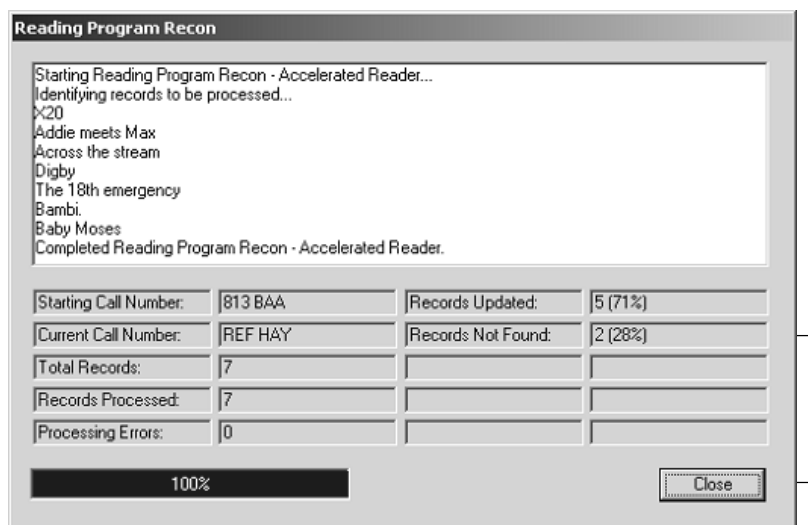 Reading Program Recon
Starting Reading Program Recon - Accelerated Reader...
Identifying records to be processed...
X20
Addie meets Max
Across the stream
Digby
The 18th emergency
Bambi.
Baby Moses
Completed Reading Program Recon - Accelerated Reader.
Starting Call Number: 813 BAA Records Updated: 5 (71%)
Current Call Number: REF HAY Records Not Found: 2 (28%)
Total Records: 7
Records Processed: 7
Processing Errors: 0
100% Close